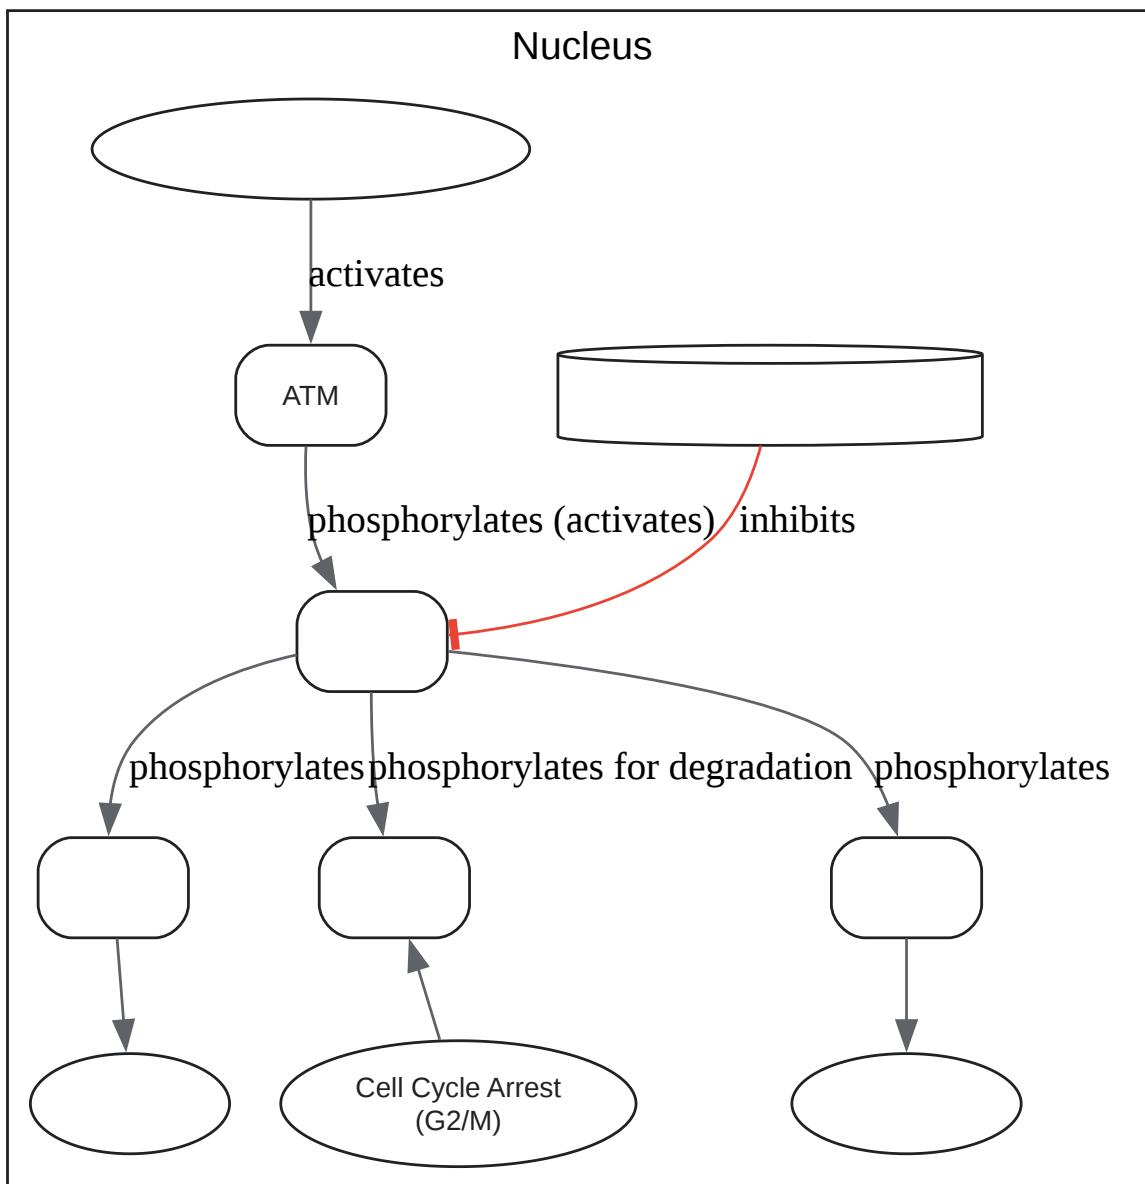 Nucleus
activates
ATM
phosphorylates (activates)
inhibits
phosphorylates
phosphorylates for degradation
phosphorylates
Cell Cycle Arrest
(G2/M)